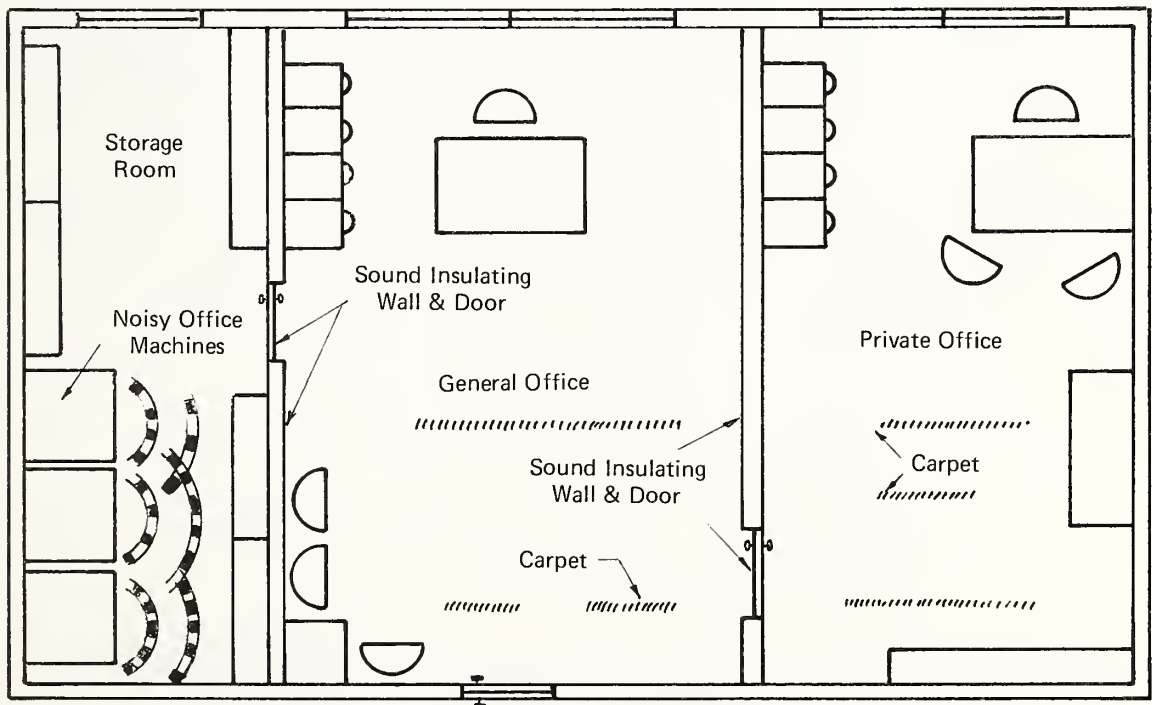 Storage
Room
Sound Insulating
Wall & Door
Noisy Office
Machines
Private Office
General Office
Sound Insulating
Wall & Door
Carpet
Carpet